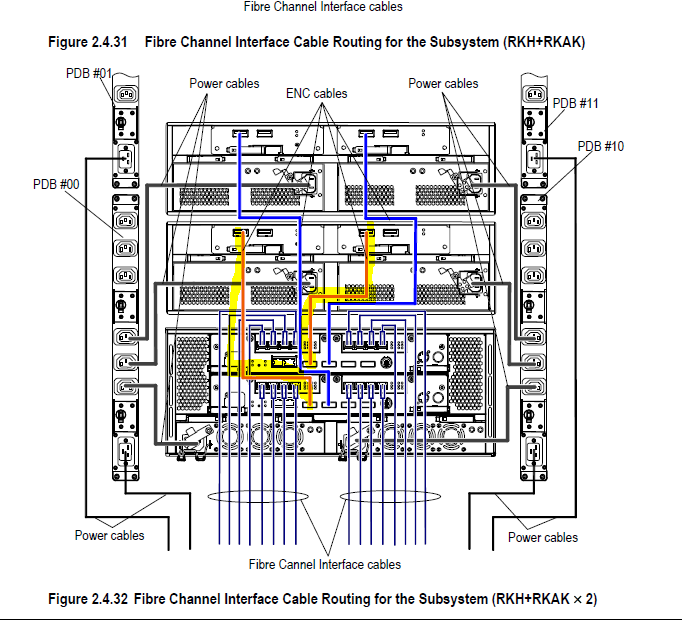 Fibre Channel Interface cables
Figure 2.4.31 Fibre Channel Interface Cable Routing for the Subsystem (RKH+RKAK)
PDB #01
Power cables
ENC cables
Power cables
PDB #11
PDB #10
PDB #00
Power cables
Power cables
Fibre Cannel Interface cables
Figure 2.4.32 Fibre Channel Interface Cable Routing for the Subsystem (RKH+RKAK × 2)